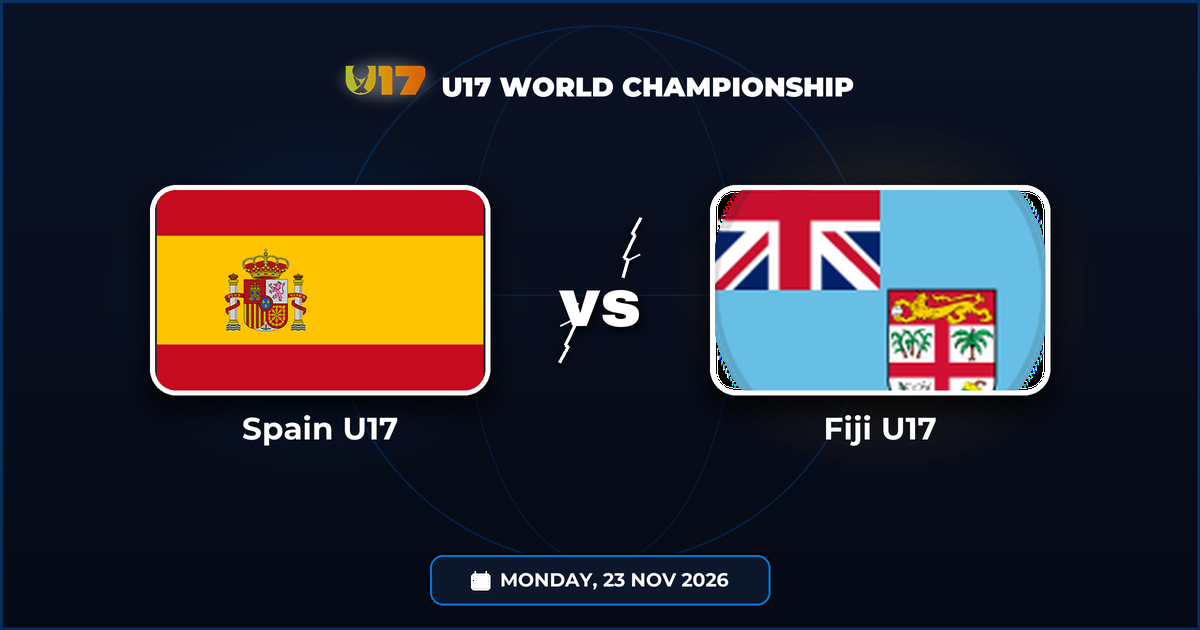 U17 U17 WORLD CHAMPIONSHIP
VS
Spain U17
Fiji U17
MONDAY, 23 NOV 2026